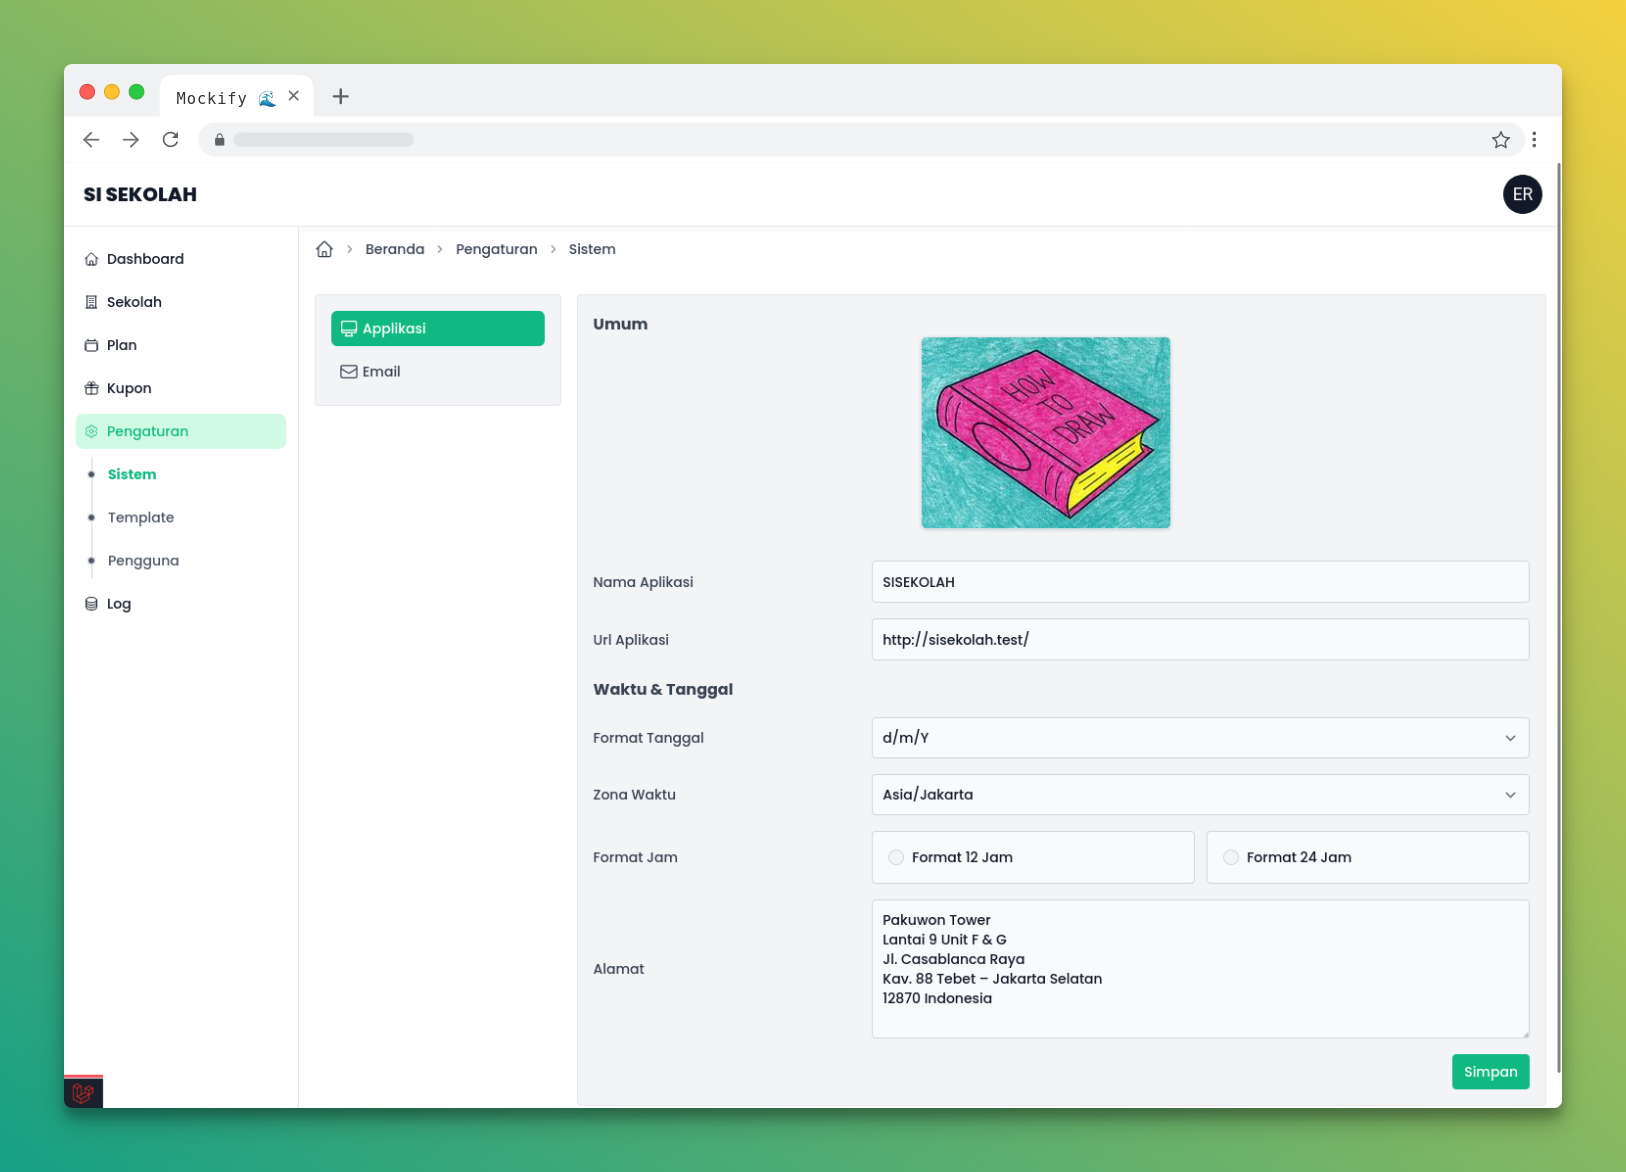 Mockify 🌊
SI SEKOLAH
ER
Dashboard
Sekolah
Plan
Kupon
Pengaturan
Sistem
Template
Pengguna
Log
Beranda
Pengaturan
Sistem
Applikasi
Email
Umum
HOW
TO
DRAW
Nama Aplikasi
SISEKOLAH
Url Aplikasi
http://sisekolah.test/
Waktu & Tanggal
Format Tanggal
d/m/Y
Zona Waktu
Asia/Jakarta
Format Jam
Format 12 Jam
Format 24 Jam
Alamat
Pakuwon Tower
Lantai 9 Unit F & G
Jl. Casablanca Raya
Kav. 88 Tebet – Jakarta Selatan
12870 Indonesia
Simpan